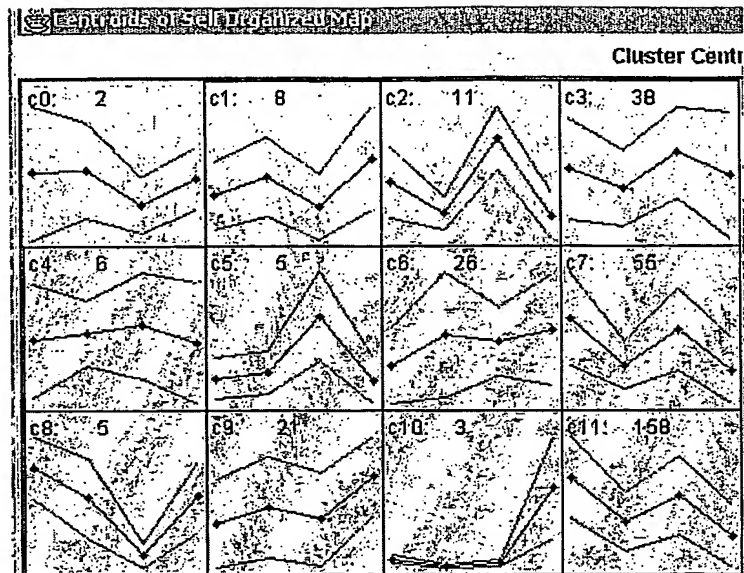 Centroids of Self Organized Map
Cluster Centr
c0: 2
c1: 8
c2: 11
c3: 38
c4: 6
c5: 5
c6: 26
c7: 56
c8: 5
c9: 21
c10: 3
c11: 158